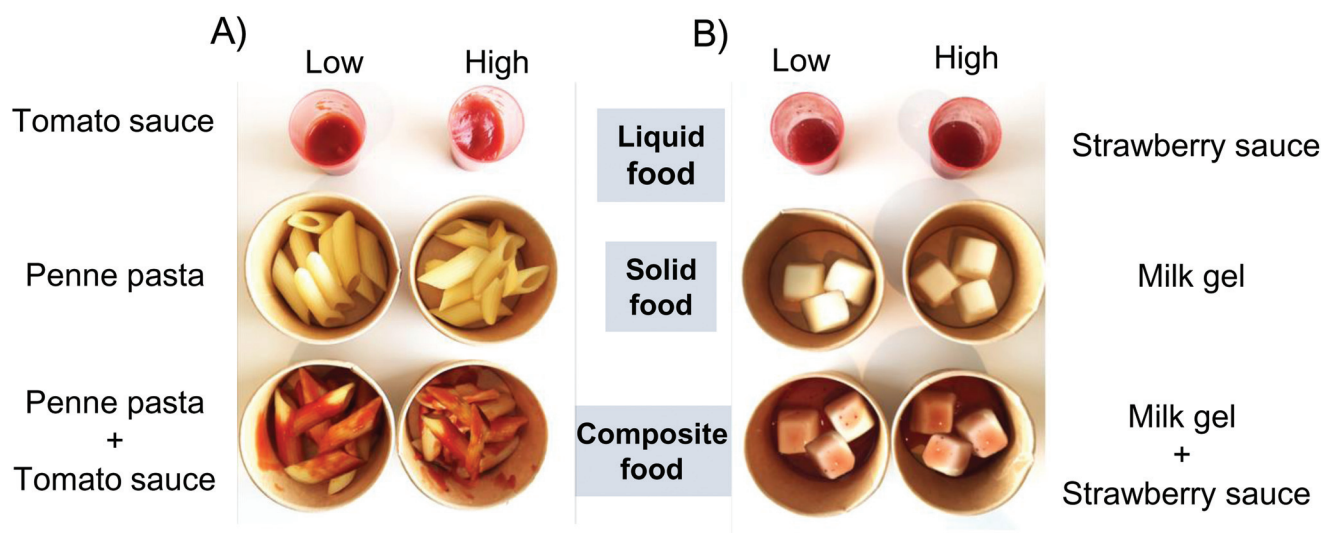 A)
B)
Low
High
Low
High
Tomato sauce
Liquid
food
Strawberry sauce
Penne pasta
Solid
food
Milk gel
Penne pasta
+
Tomato sauce
Composite
food
Milk gel
+
Strawberry sauce